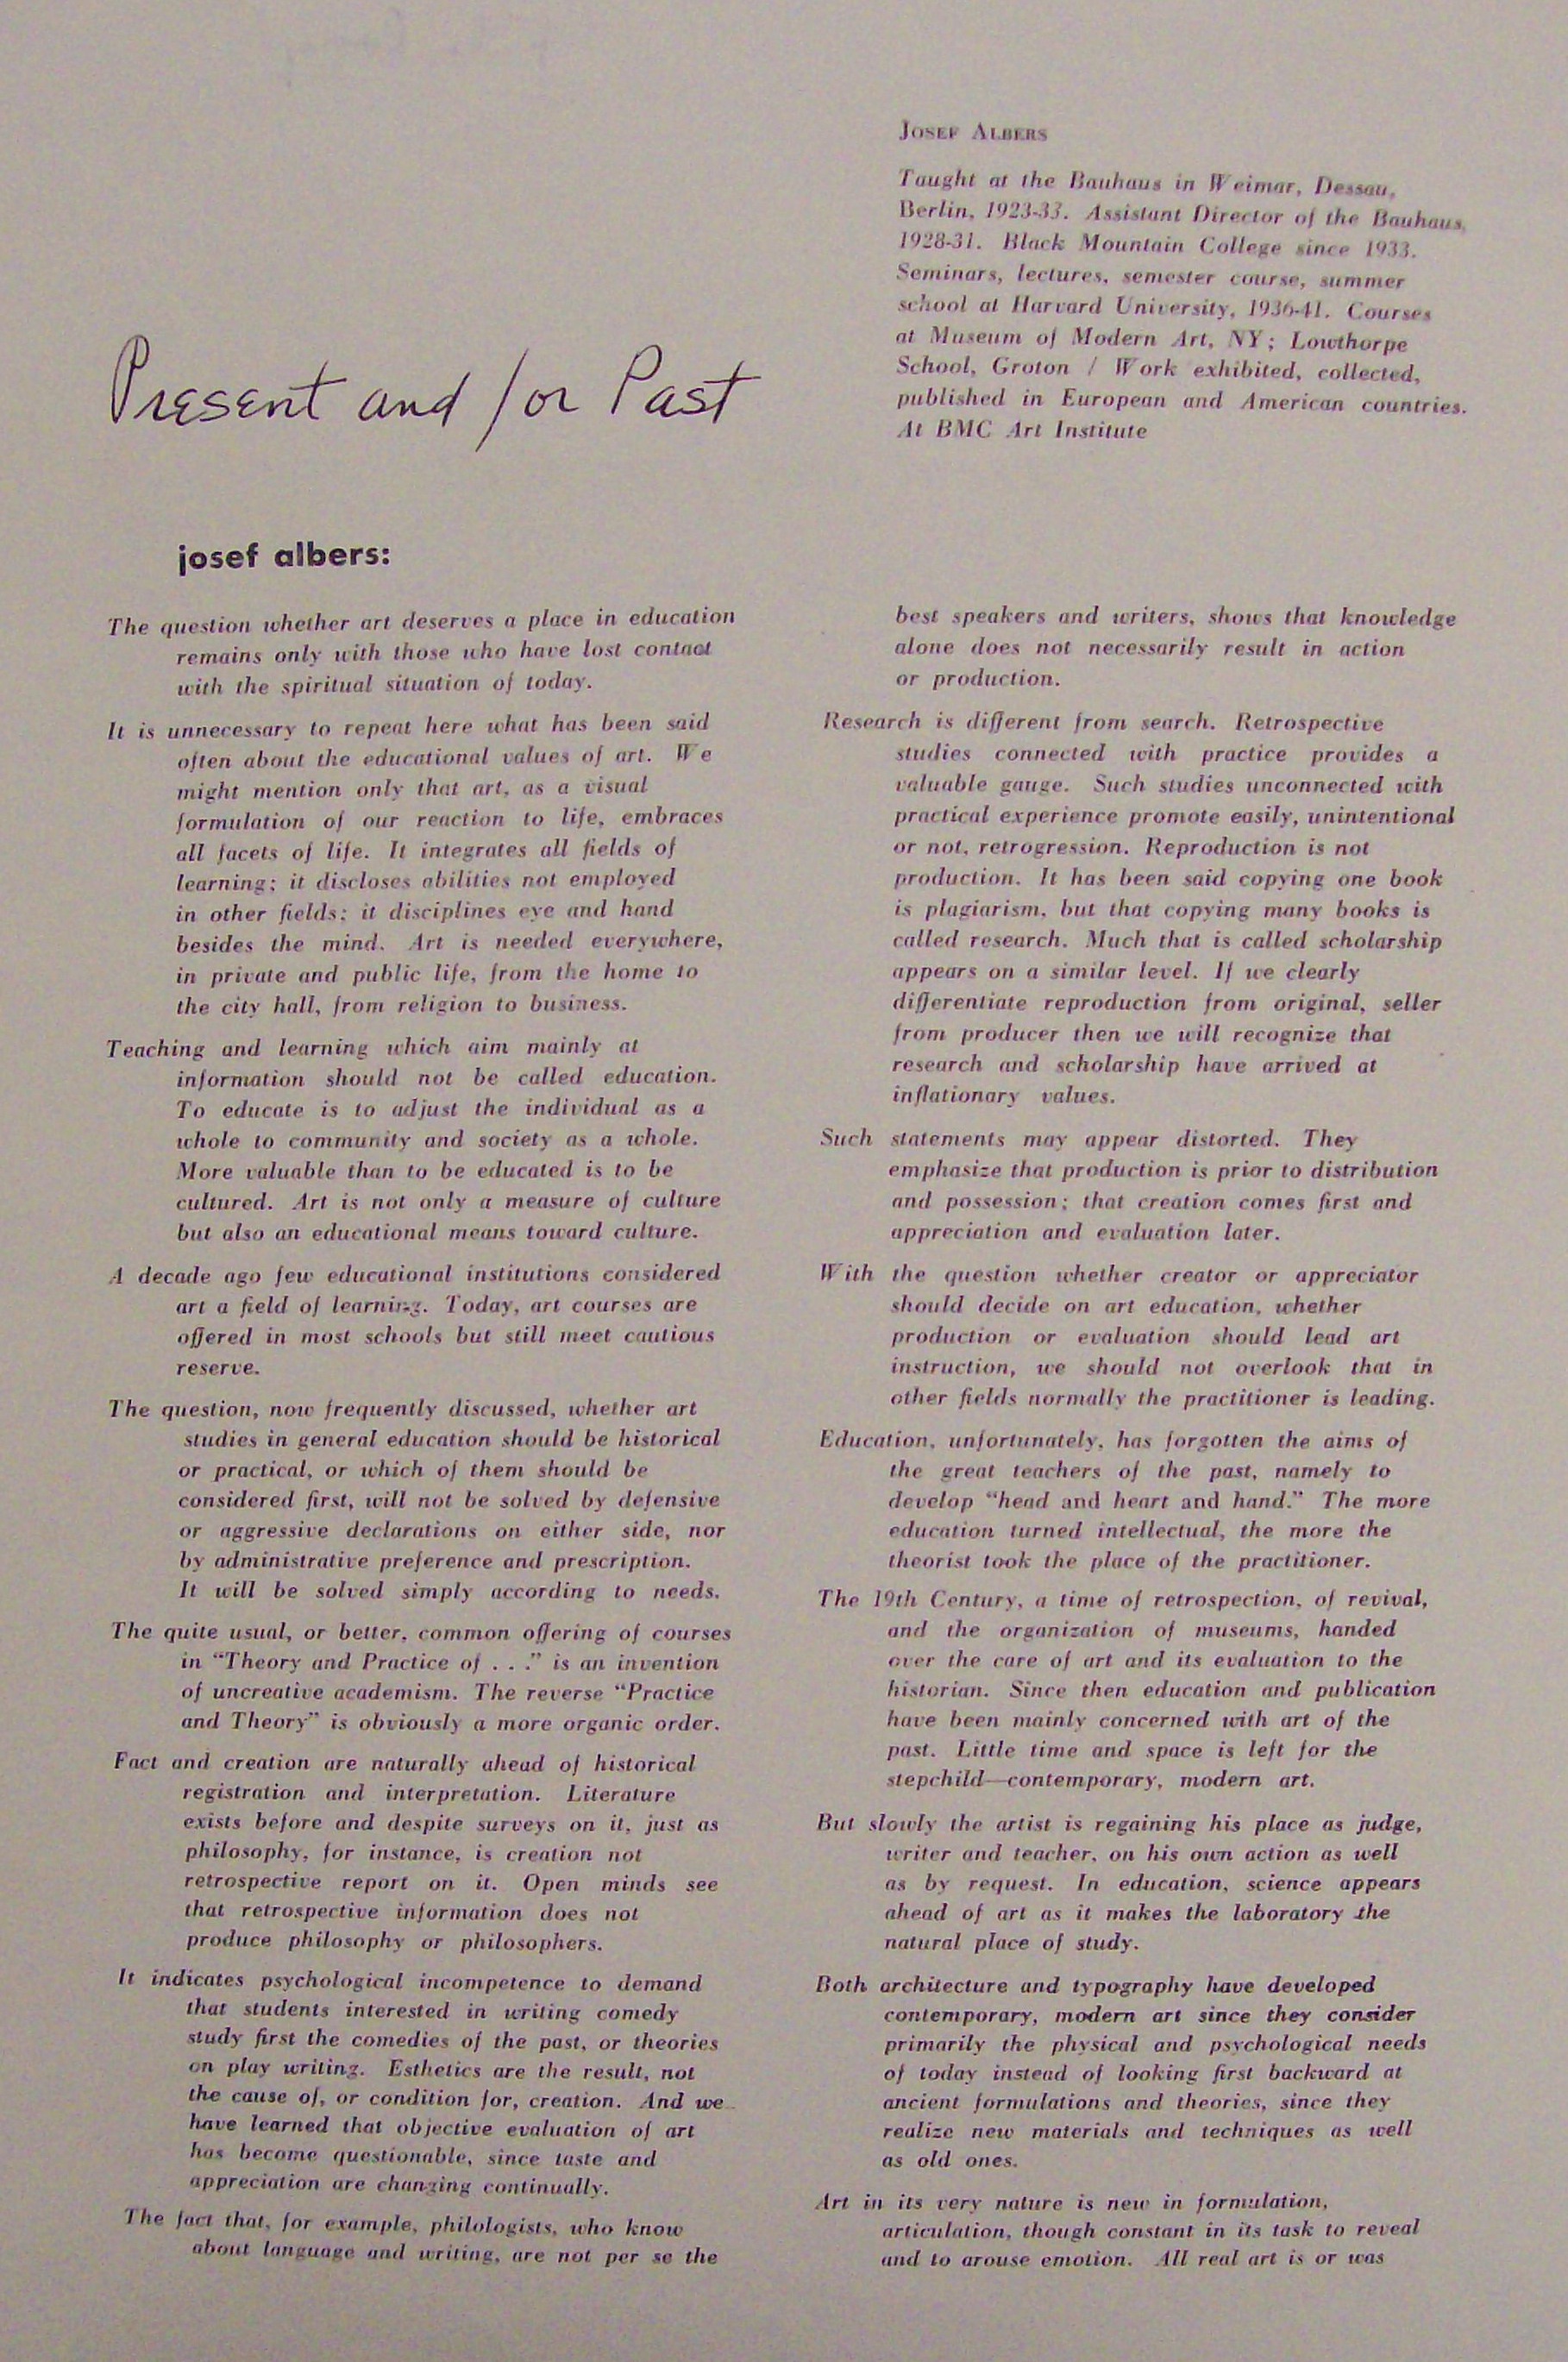 JOSEF ALBERS
Taught at the Bauhaus in Weimar, Dessau,
Berlin, 1923-33. Assistant Director of the Bauhaus,
1928-31. Black Mountain College since 1933.
Seminars, lectures, semester course, summer
school at Harvard University, 1936-41. Courses
at Museum of Modern Art, NY; Lowthorpe
School, Groton / Work exhibited, collected,
published in European and American countries.
At BMC Art Institute
Present and /or Past
josef albers:
The question whether art deserves a place in education
remains only with those who have lost contact
with the spiritual situation of today.
It is unnecessary to repeat here what has been said
often about the educational values of art. We
might mention only that art, as a visual
formulation of our reaction to life, embraces
all facets of life. It integrates all fields of
learning; it discloses abilities not employed
in other fields; it disciplines eye and hand
besides the mind. Art is needed everywhere,
in private and public life, from the home to
the city hall, from religion to business.
Teaching and learning which aim mainly at
information should not be called education.
To educate is to adjust the individual as a
whole to community and society as a whole.
More valuable than to be educated is to be
cultured. Art is not only a measure of culture
but also an educational means toward culture.
A decade ago few educational institutions considered
art a field of learning. Today, art courses are
offered in most schools but still meet cautious
reserve.
The question, now frequently discussed, whether art
studies in general education should be historical
or practical, or which of them should be
considered first, will not be solved by defensive
or aggressive declarations on either side, nor
by administrative preference and prescription.
It will be solved simply according to needs.
The quite usual, or better, common offering of courses
in “Theory and Practice of . . .” is an invention
of uncreative academism. The reverse “Practice
and Theory” is obviously a more organic order.
Fact and creation are naturally ahead of historical
registration and interpretation. Literature
exists before and despite surveys on it, just as
philosophy, for instance, is creation not
retrospective report on it. Open minds see
that retrospective information does not
produce philosophy or philosophers.
It indicates psychological incompetence to demand
that students interested in writing comedy
study first the comedies of the past, or theories
on play writing. Esthetics are the result, not
the cause of, or condition for, creation. And we
have learned that objective evaluation of art
has become questionable, since taste and
appreciation are changing continually.
The fact that, for example, philologists, who know
about language and writing, are not per se the
best speakers and writers, shows that knowledge
alone does not necessarily result in action
or production.
Research is different from search. Retrospective
studies connected with practice provides a
valuable gauge. Such studies unconnected with
practical experience promote easily, unintentional
or not, retrogression. Reproduction is not
production. It has been said copying one book
is plagiarism, but that copying many books is
called research. Much that is called scholarship
appears on a similar level. If we clearly
differentiate reproduction from original, seller
from producer then we will recognize that
research and scholarship have arrived at
inflationary values.
Such statements may appear distorted. They
emphasize that production is prior to distribution
and possession; that creation comes first and
appreciation and evaluation later.
With the question whether creator or appreciator
should decide on art education, whether
production or evaluation should lead art
instruction, we should not overlook that in
other fields normally the practitioner is leading.
Education, unfortunately, has forgotten the aims of
the great teachers of the past, namely to
develop “head and heart and hand.” The more
education turned intellectual, the more the
theorist took the place of the practitioner.
The 19th Century, a time of retrospection, of revival,
and the organization of museums, handed
over the care of art and its evaluation to the
historian. Since then education and publication
have been mainly concerned with art of the
past. Little time and space is left for the
stepchild—contemporary, modern art.
But slowly the artist is regaining his place as judge,
writer and teacher, on his own action as well
as by request. In education, science appears
ahead of art as it makes the laboratory the
natural place of study.
Both architecture and typography have developed
contemporary, modern art since they consider
primarily the physical and psychological needs
of today instead of looking first backward at
ancient formulations and theories, since they
realize new materials and techniques as well
as old ones.
Art in its very nature is new in formulation,
articulation, though constant in its task to reveal
and to arouse emotion. All real art is or was